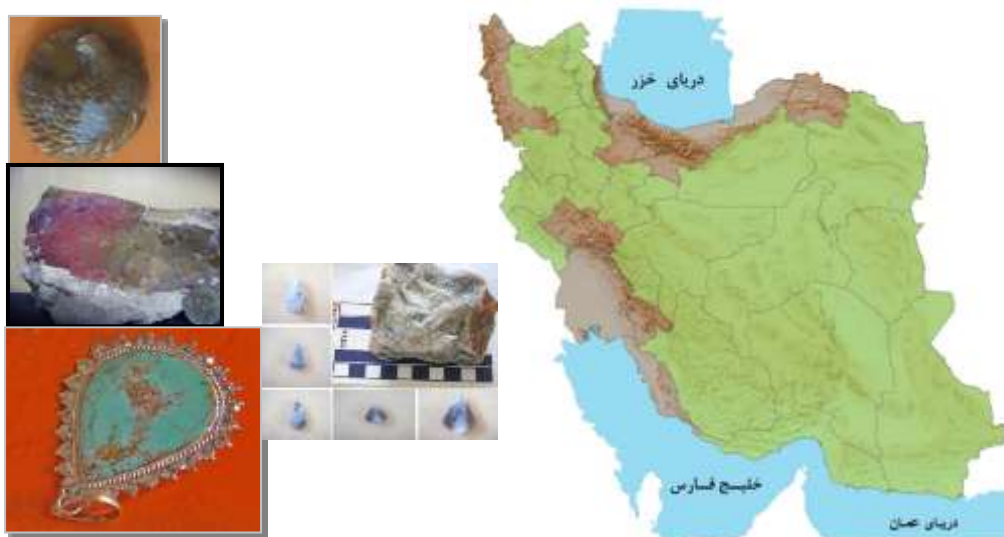 دریای خزر
خلیج فارس
دریای عمان